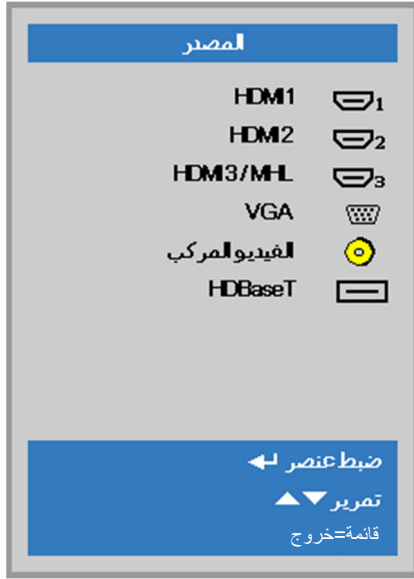 المصدر
HDMI1
HDMI2
HDMI3/MHL
VGA
الفيديو المركب
HDBaseT
ضبط عنصر
تمرير
قائمة=خروج